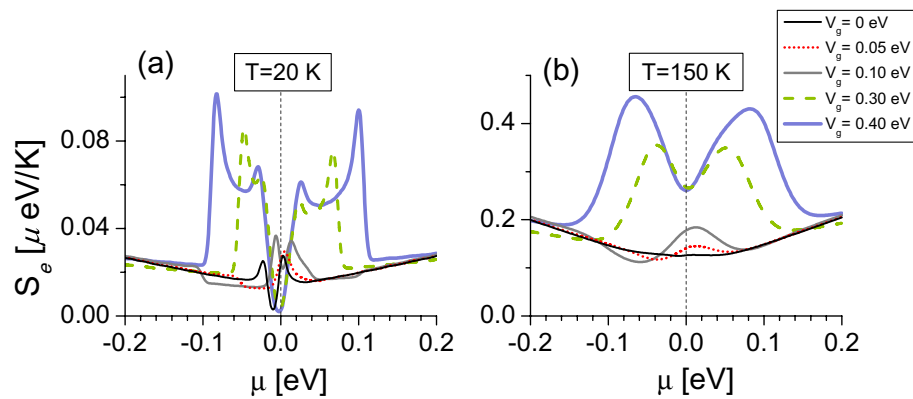 (a)
T=20 K
(b)
T=150 K
V_g= 0 eV
V_g= 0.05 eV
V_g= 0.10 eV
V_g= 0.30 eV
V_g= 0.40 eV
S_e [μ eV/K]
0.08
0.04
0.00
-0.2 -0.1 0.0 0.1 0.2
μ [eV]
0.4
0.2
0.0
-0.2 -0.1 0.0 0.1 0.2
μ [eV]